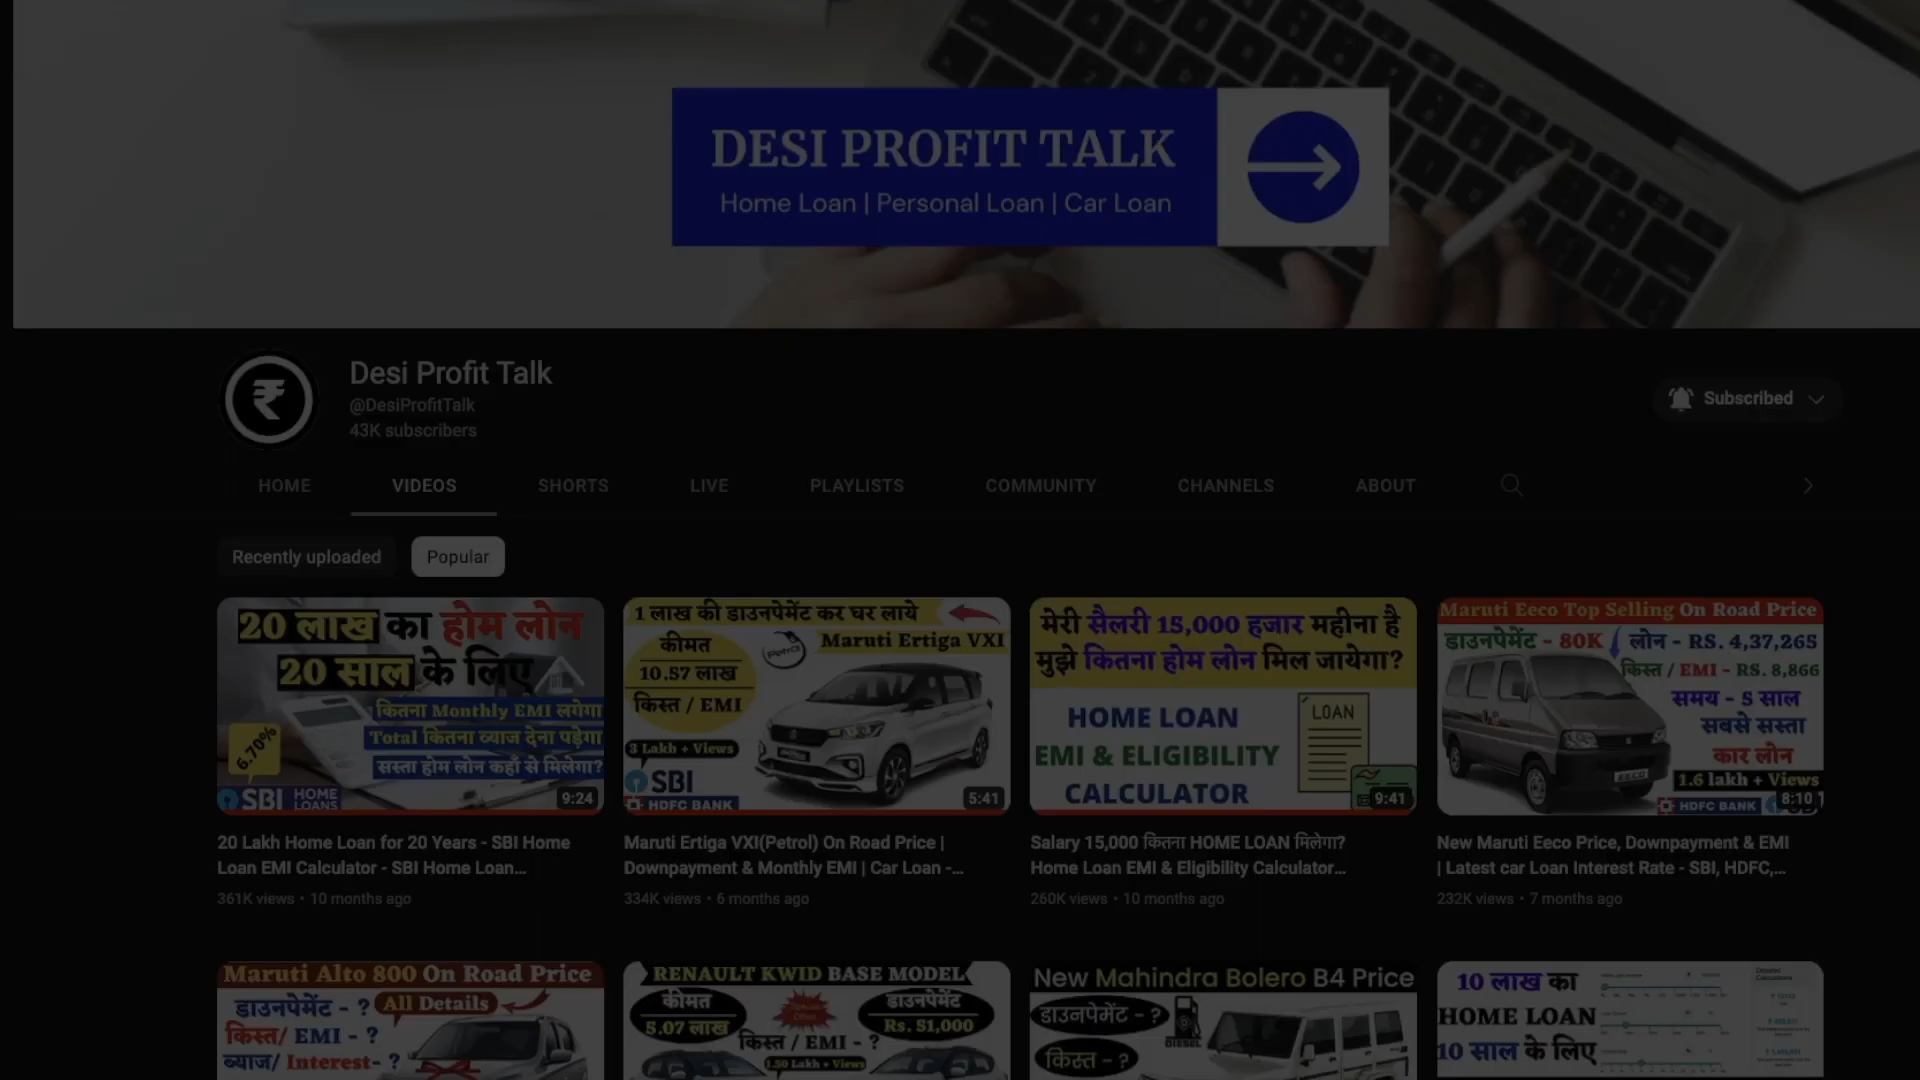 DESI PROFIT TALK
Home Loan | Personal Loan | Car Loan
Desi Profit Talk
@DesiProfitTalk
43K subscribers
Subscribed
HOME VIDEOS SHORTS LIVE PLAYLISTS COMMUNITY CHANNELS ABOUT
Recently uploaded Popular
20 लाख का होम लोन
20 साल के लिए
कितना Monthly EMI लगेगा
Total कितना ब्याज देना पड़ेगा
सस्ता होम लोन कहाँ से मिलेगा?
6.70%
SBI HOME LOANS
9:24
1 लाख की डाउनपेमेंट कर घर लाये
Maruti Ertiga VXI
Petrol
कीमत
10.57 लाख
किस्त / EMI
3 Lakh + Views
SBI
HDFC BANK
5:41
मेरी सैलरी 15,000 हजार महीना है
मुझे कितना होम लोन मिल जायेगा?
HOME LOAN
EMI & ELIGIBILITY
CALCULATOR
LOAN
9:41
Maruti Eeco Top Selling On Road Price
डाउनपेमेंट - 80K लोन - RS. 4,37,265
किस्त / EMI - RS. 8,866
समय - 5 साल
सबसे सस्ता
कार लोन
1.6 lakh + Views
HDFC BANK
8:10
20 Lakh Home Loan for 20 Years - SBI Home
Loan EMI Calculator - SBI Home Loan...
361K views • 10 months ago
Maruti Ertiga VXI(Petrol) On Road Price |
Downpayment & Monthly EMI | Car Loan -...
334K views • 6 months ago
Salary 15,000 कितना HOME LOAN मिलेगा?
Home Loan EMI & Eligibility Calculator...
260K views • 10 months ago
New Maruti Eeco Price, Downpayment & EMI
| Latest car Loan Interest Rate - SBI, HDFC,...
232K views • 7 months ago
Maruti Alto 800 On Road Price
डाउनपेमेंट - ? All Details
किस्त/ EMI - ?
ब्याज/ Interest- ?
RENAULT KWID BASE MODEL
कीमत
5.07 लाख
डाउनपेमेंट
Rs. 51,000
किस्त / EMI - ?
1.50 Lakh + Views
New Mahindra Bolero B4 Price
डाउनपेमेंट - ?
DIESEL
किस्त - ?
10 लाख का
HOME LOAN
10 साल के लिए